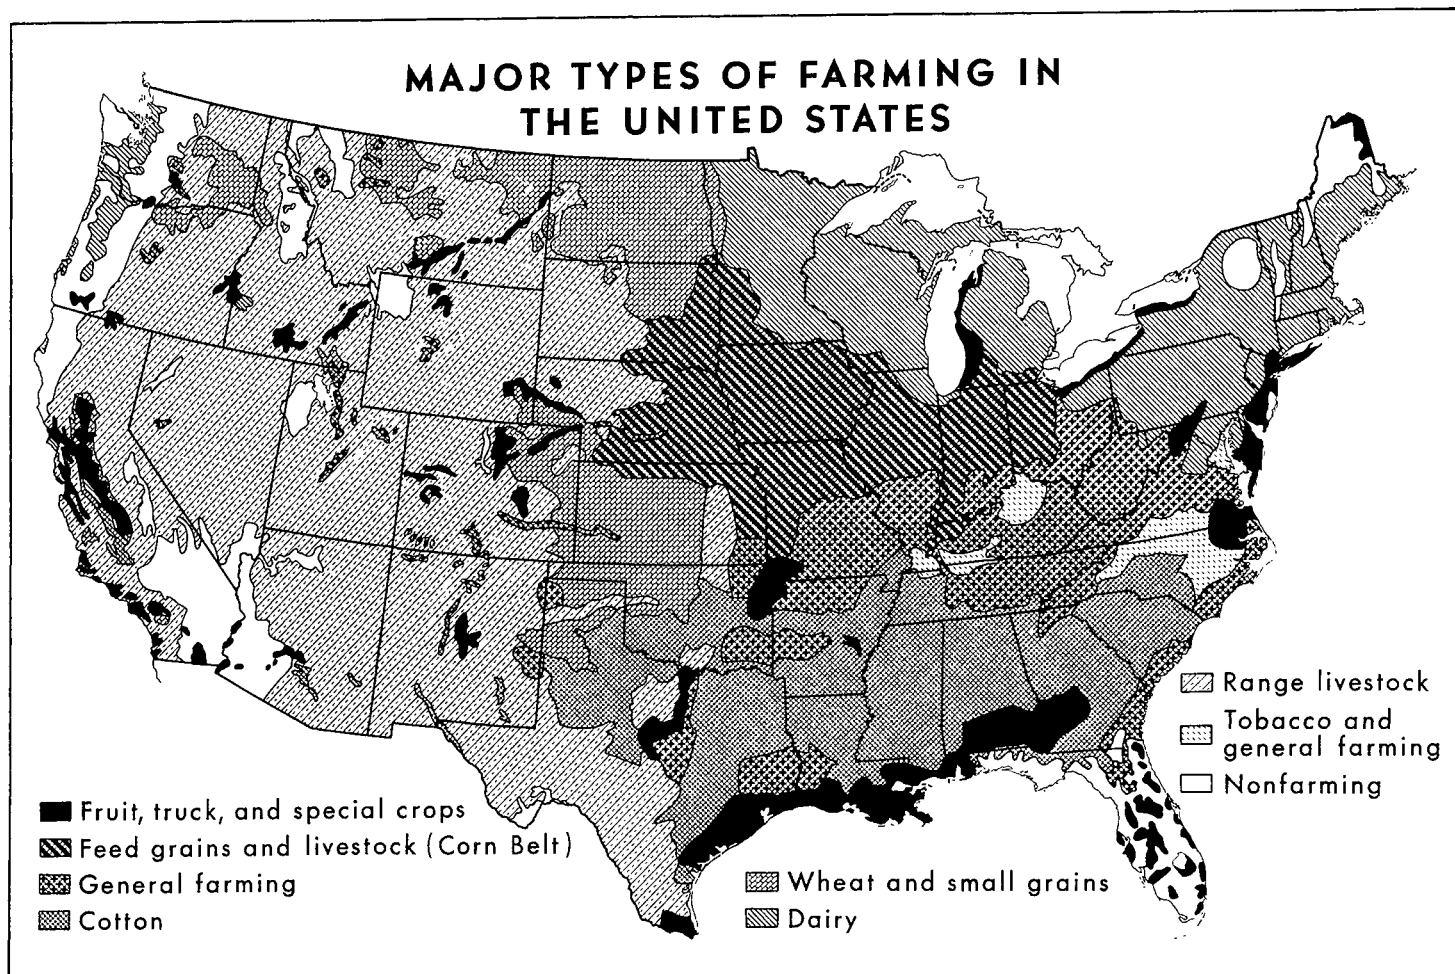 MAJOR TYPES OF FARMING IN
THE UNITED STATES
Range livestock
Tobacco and
general farming
Nonfarming
Fruit, truck, and special crops
Feed grains and livestock (Corn Belt)
General farming
Cotton
Wheat and small grains
Dairy